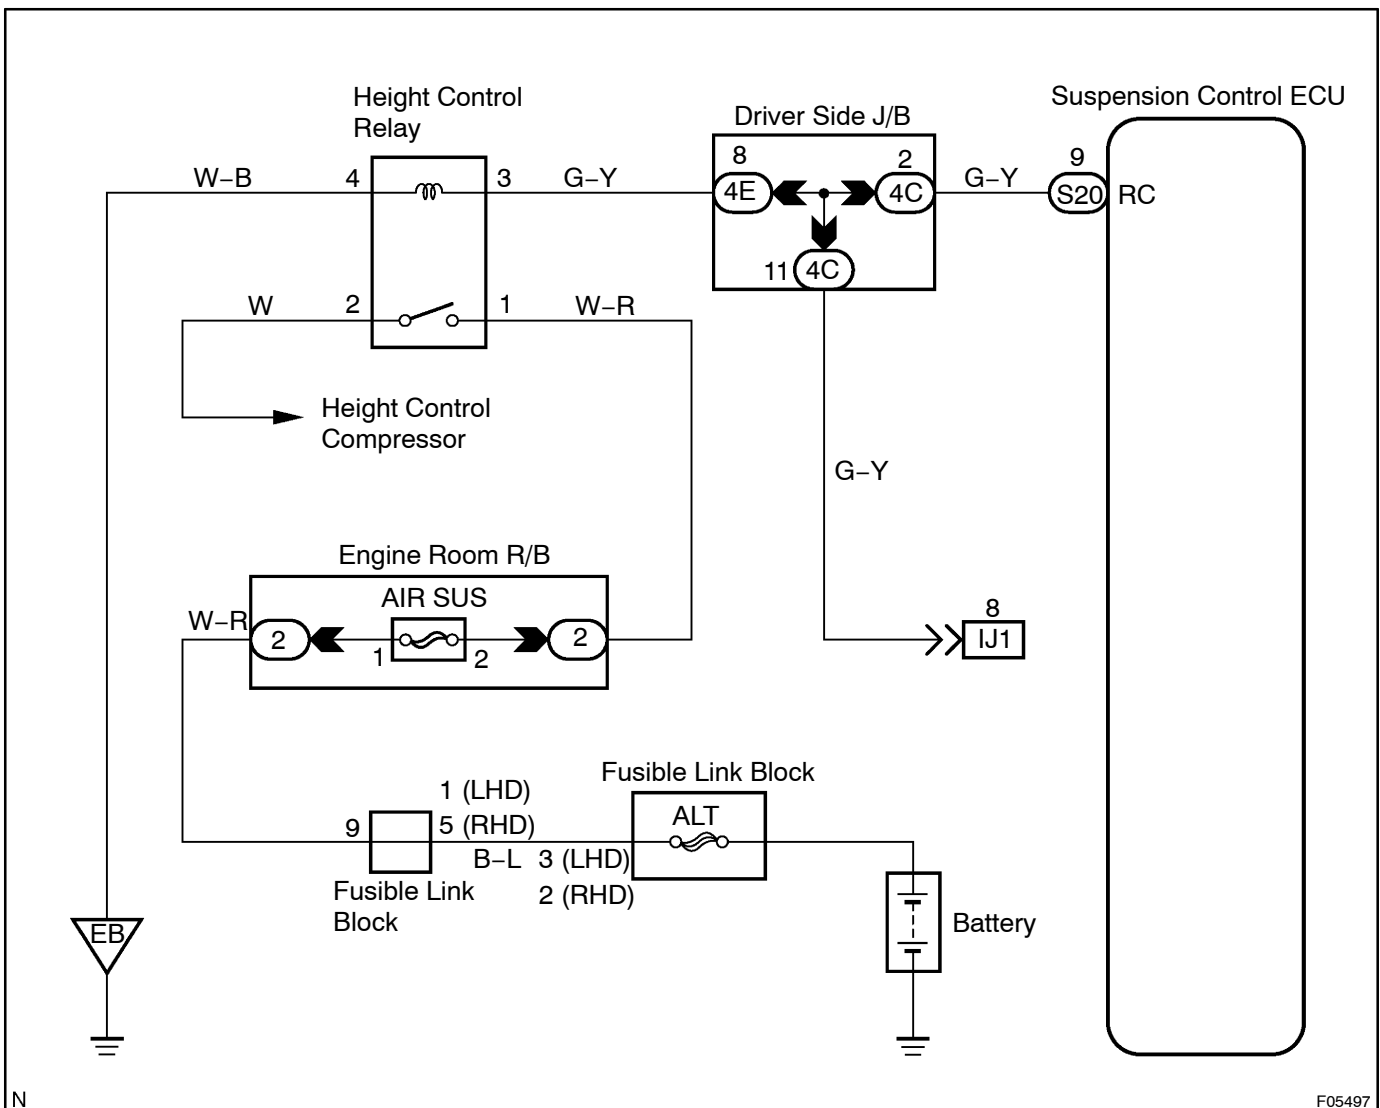 Height Control
Relay
Driver Side J/B
Suspension Control ECU
W−B
4
3
G−Y
8
4E
2
4C
G−Y
9
S20
RC
11
4C
W
2
1
W−R
Height Control
Compressor
G−Y
Engine Room R/B
AIR SUS
W−R
2
1
2
2
8
IJ1
Fusible Link Block
1 (LHD)
5 (RHD)
ALT
9
B−L
3 (LHD)
2 (RHD)
Fusible Link
Block
Battery
EB
N
F05497